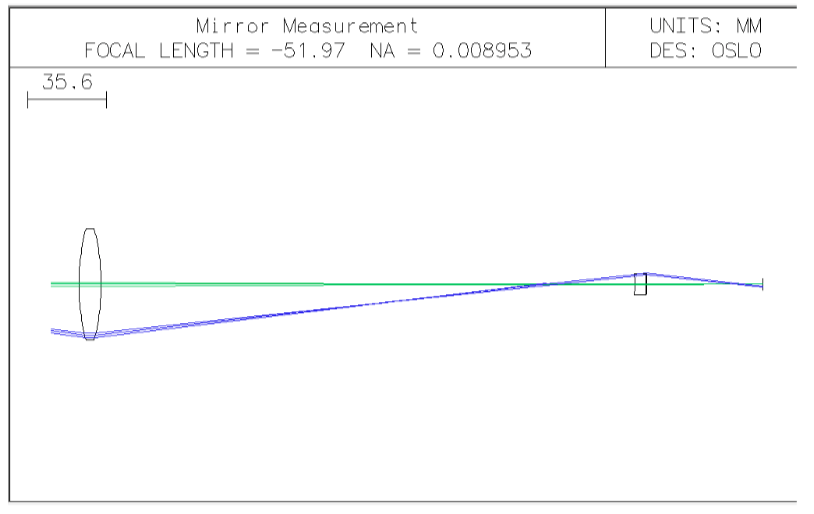 Mirror Measurement
FOCAL LENGTH = -51.97 NA = 0.008953
UNITS: MM
DES: OSLO
35.6